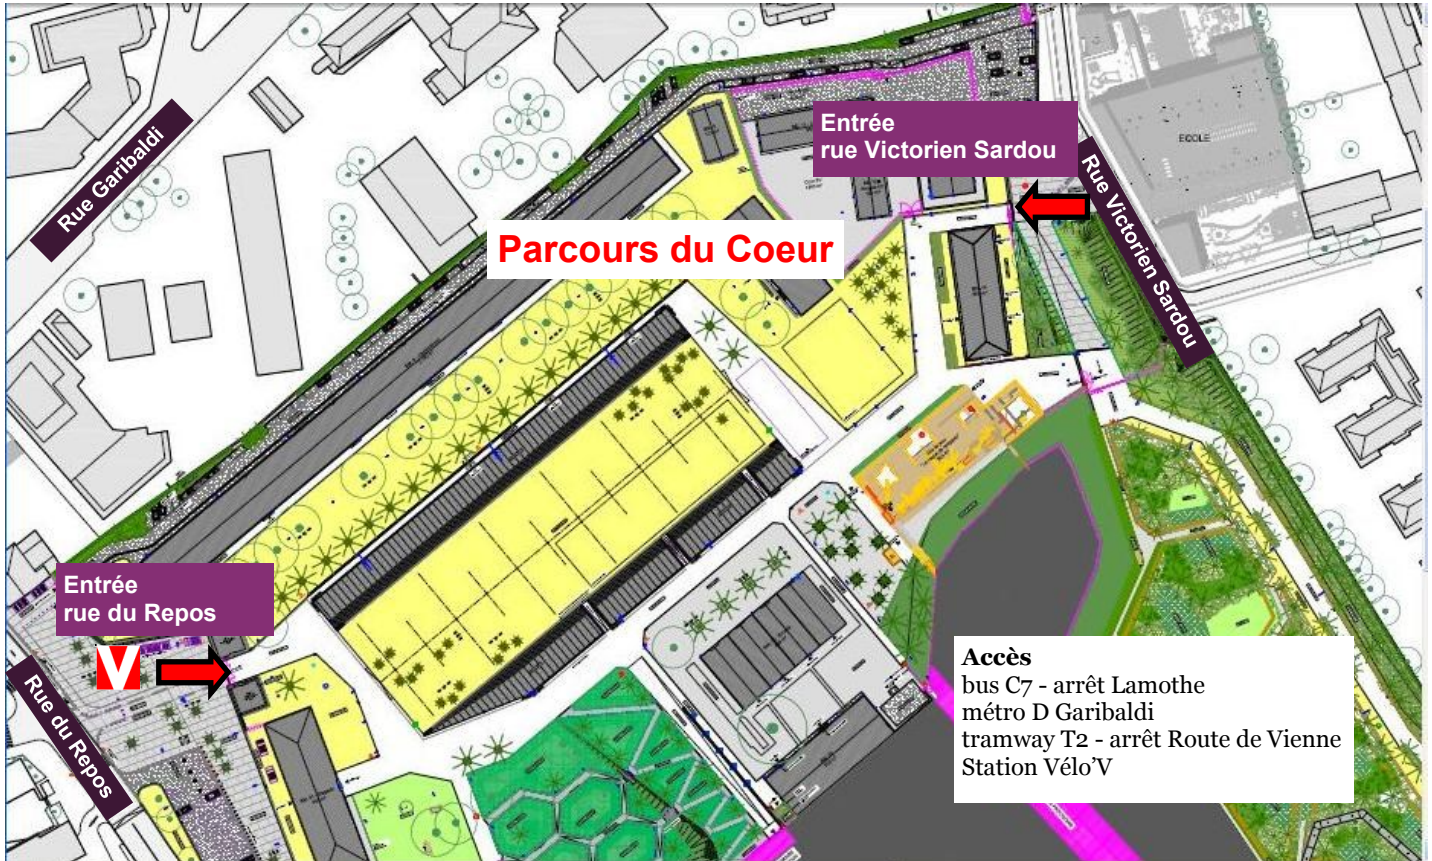 Rue Garibaldi
Entrée
rue Victorien Sardou
ECOLE
Rue Victorien Sardou
Parcours du Coeur
Entrée
rue du Repos
V
Rue du Repos
Accès
bus C7 - arrêt Lamothe
métro D Garibaldi
tramway T2 - arrêt Route de Vienne
Station Vélo’V